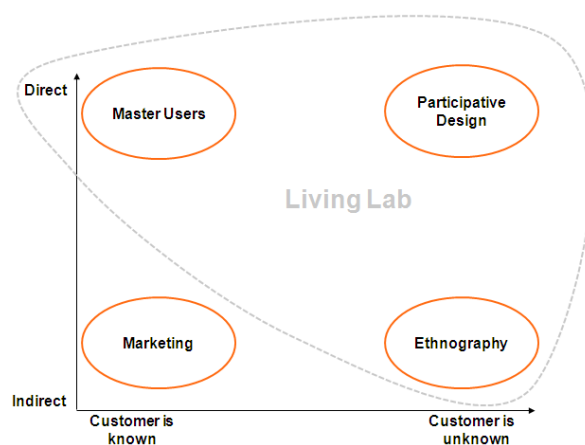 Direct
Master Users
Participative
Design
Living Lab
Marketing
Ethnography
Indirect
Customer is
known
Customer is
unknown